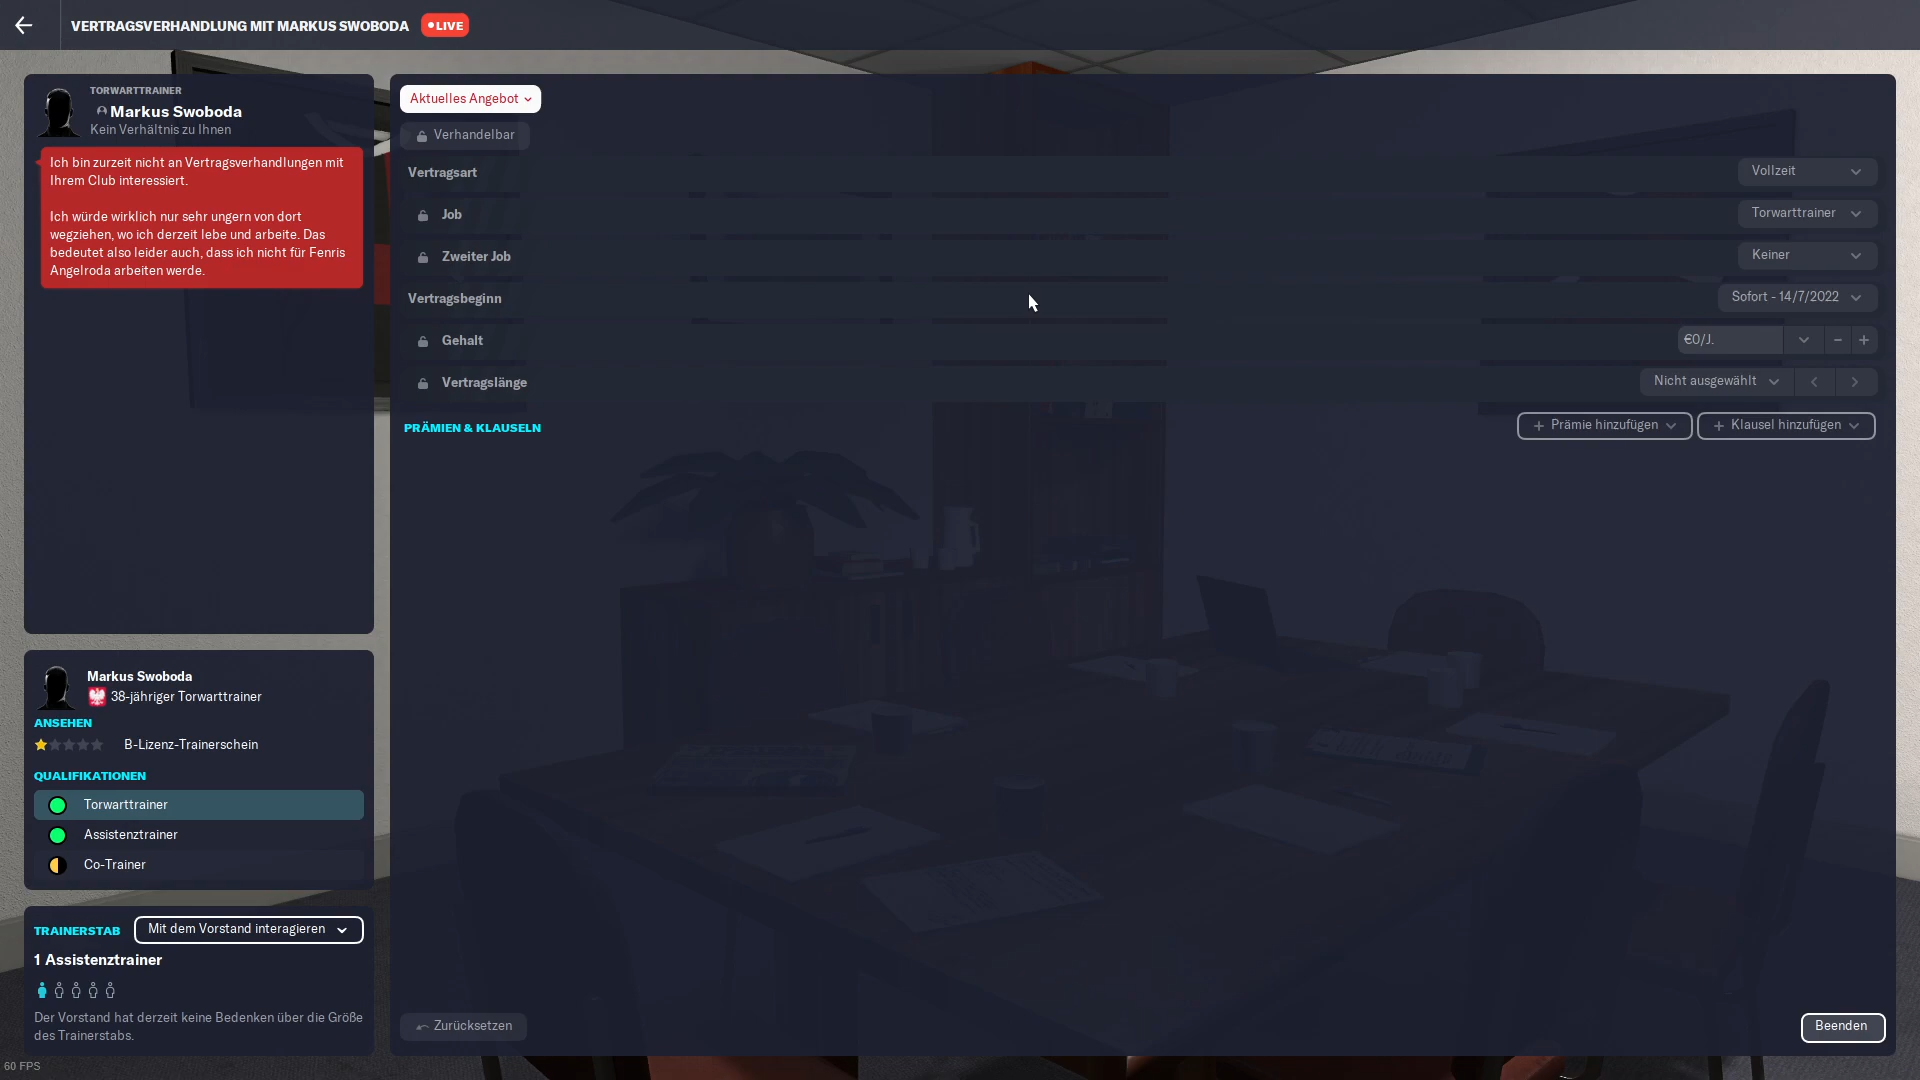 VERTRAGSVERHANDLUNG MIT MARKUS SWOBODA
LIVE
TORWARTTRAINER
Markus Swoboda
Kein Verhältnis zu Ihnen
Ich bin zurzeit nicht an Vertragsverhandlungen mit
Ihrem Club interessiert.
Ich würde wirklich nur sehr ungern von dort
wegziehen, wo ich derzeit lebe und arbeite. Das
bedeutet also leider auch, dass ich nicht für Fenris
Angelroda arbeiten werde.
Markus Swoboda
38-jähriger Torwarttrainer
ANSEHEN
B-Lizenz-Trainerschein
QUALIFIKATIONEN
Torwarttrainer
Assistenztrainer
Co-Trainer
TRAINERSTAB
Mit dem Vorstand interagieren
1 Assistenztrainer
Der Vorstand hat derzeit keine Bedenken über die Größe
des Trainerstabs.
60 FPS
Aktuelles Angebot
Verhandelbar
Vertragsart
Vollzeit
Job
Torwarttrainer
Zweiter Job
Keiner
Vertragsbeginn
Sofort - 14/7/2022
Gehalt
€0/J.
Vertragslänge
Nicht ausgewählt
PRÄMIEN & KLAUSELN
Prämie hinzufügen
Klausel hinzufügen
Zurücksetzen
Beenden